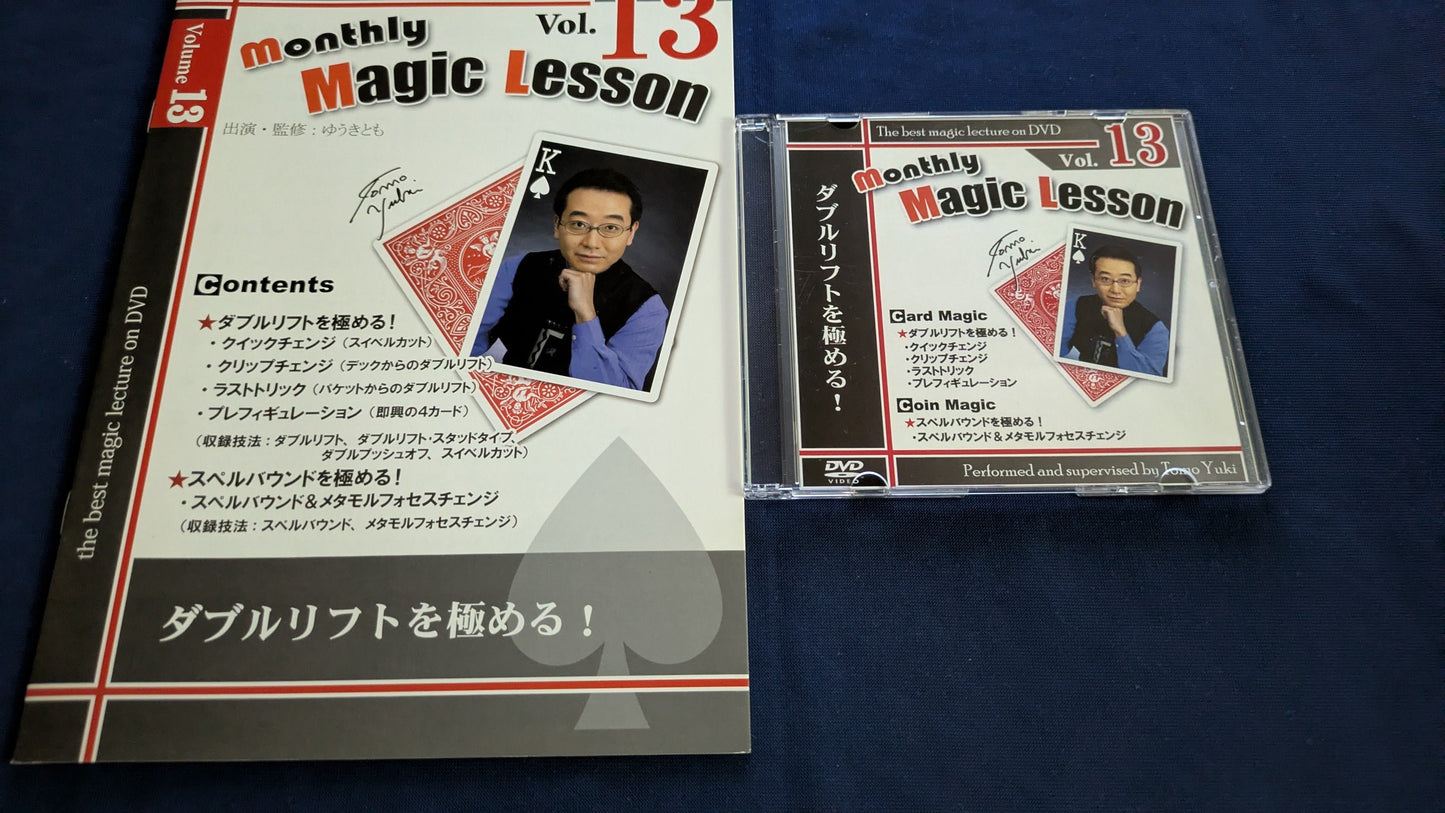 Volume 13
the best magic lecture on DVD
Vol. 13
monthly
Magic Lesson
出演・監修：ゆうきとも
Tomo
Yuki
K
Contents
★ダブルリフトを極める！
・クイックチェンジ（スイベルカット）
・クリップチェンジ（デックからのダブルリフト）
・ラストトリック（パケットからのダブルリフト）
・プレフィギュレーション（即興の4カード）
（収録技法：ダブルリフト、ダブルリフト・スタッドタイプ、
ダブルプッシュオフ、スイベルカット）
★スペルバウンドを極める！
・スペルバウンド＆メタモルフォセスチェンジ
（収録技法：スペルバウンド、メタモルフォセスチェンジ）
ダブルリフトを極める！
The best magic lecture on DVD
Vol. 13
monthly
Magic Lesson
ダブルリフトを極める！
Tomo
Yuki
K
Card Magic
★ダブルリフトを極める！
・クイックチェンジ
・クリップチェンジ
・ラストトリック
・プレフィギュレーション
Coin Magic
★スペルバウンドを極める！
・スペルバウンド＆メタモルフォセスチェンジ
DVD
VIDEO
Performed and supervised by Tomo Yuki